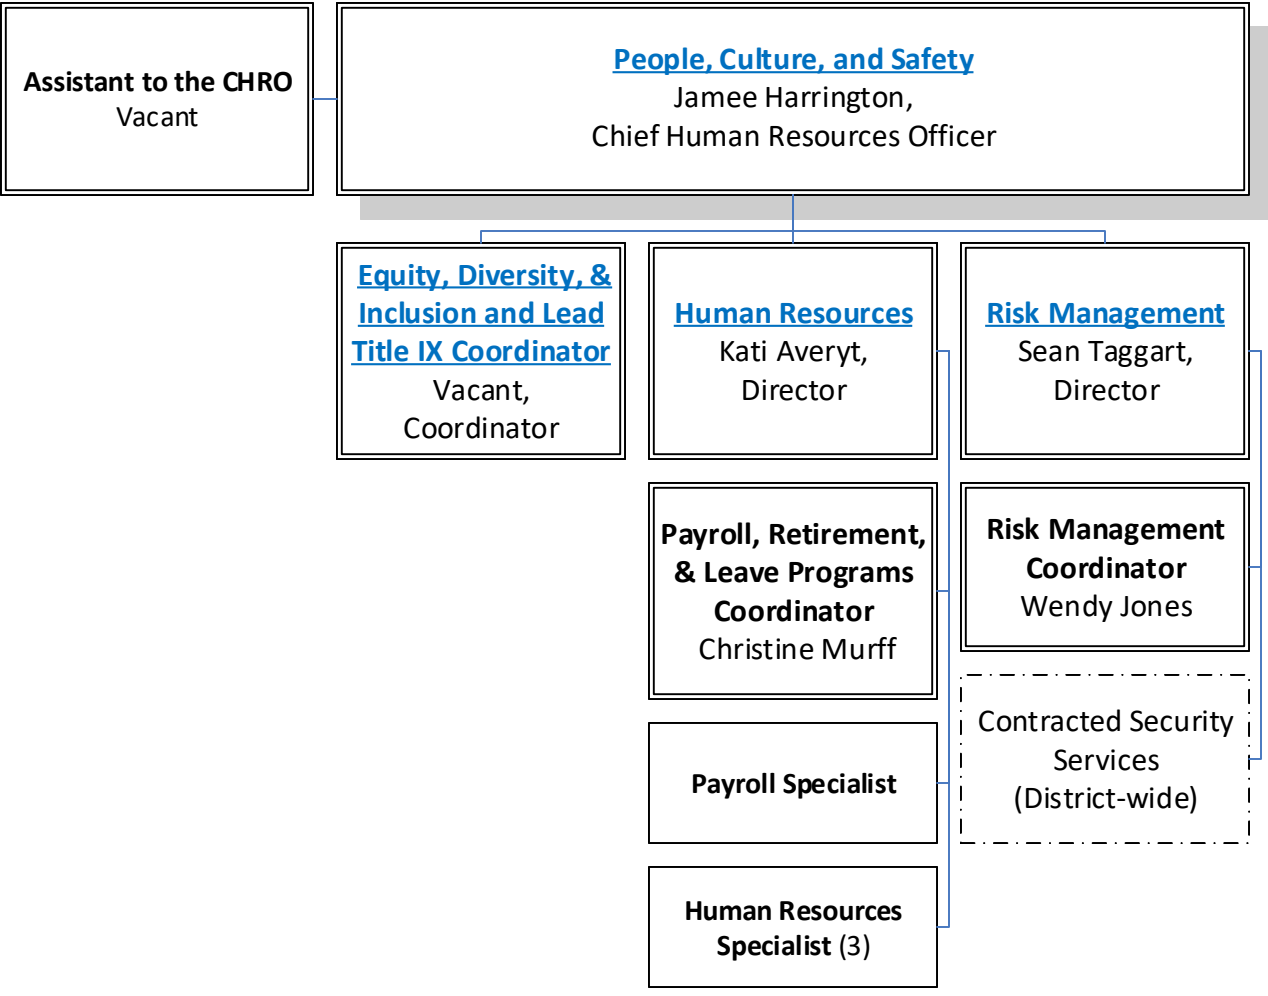 Assistant to the CHRO
Vacant
People, Culture, and Safety
Jamee Harrington,
Chief Human Resources Officer
Equity, Diversity, &
Inclusion and Lead
Title IX Coordinator
Vacant,
Coordinator
Human Resources
Kati Averyt,
Director
Risk Management
Sean Taggart,
Director
Payroll, Retirement,
& Leave Programs
Coordinator
Christine Murff
Risk Management
Coordinator
Wendy Jones
Payroll Specialist
Contracted Security
Services
(District-wide)
Human Resources
Specialist (3)